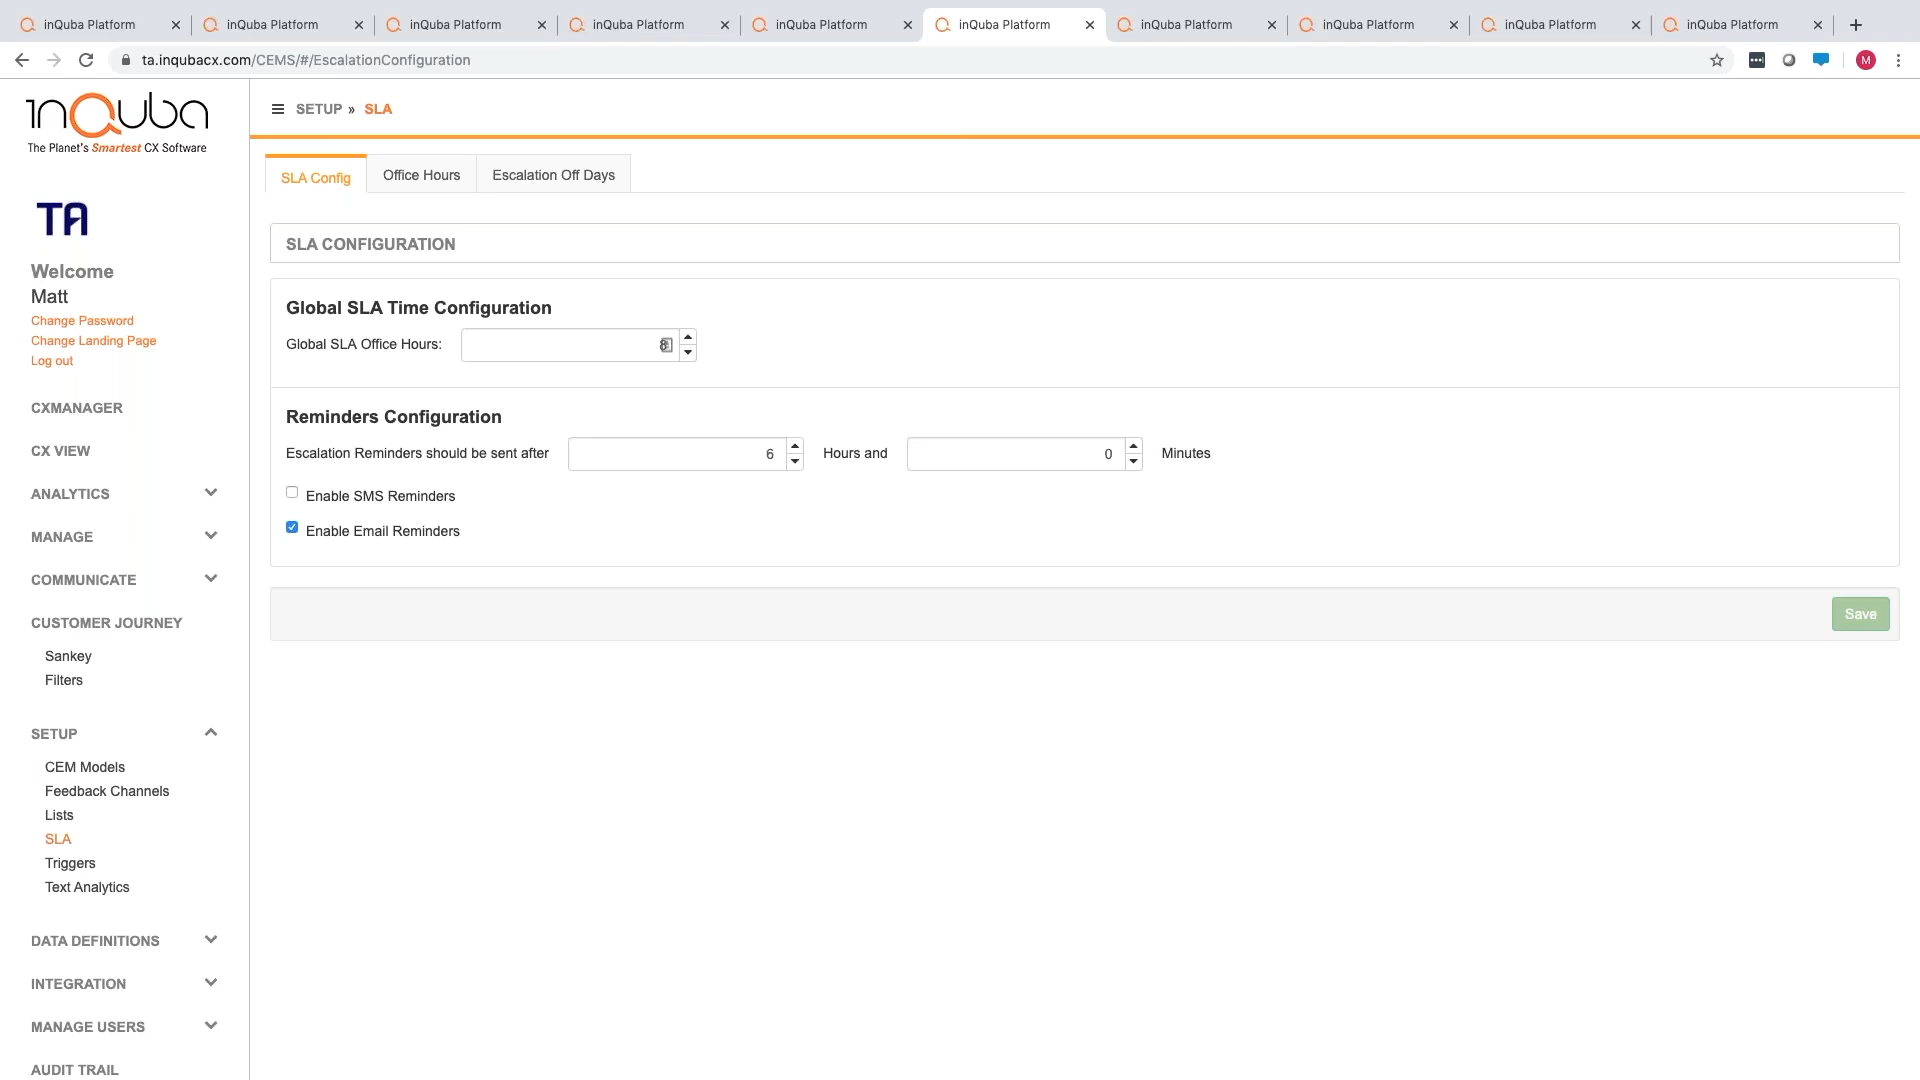 inQuba Platform inQuba Platform inQuba Platform inQuba Platform inQuba Platform inQuba Platform inQuba Platform inQuba Platform inQuba Platform inQuba Platform
ta.inqubacx.com/CEMS/#/EscalationConfiguration
M
inQuba
The Planet's Smartest CX Software
TA
Welcome
Matt
Change Password
Change Landing Page
Log out
CXMANAGER
CX VIEW
ANALYTICS
MANAGE
COMMUNICATE
CUSTOMER JOURNEY
Sankey
Filters
SETUP
CEM Models
Feedback Channels
Lists
SLA
Triggers
Text Analytics
DATA DEFINITIONS
INTEGRATION
MANAGE USERS
AUDIT TRAIL
SETUP » SLA
SLA Config Office Hours Escalation Off Days
SLA CONFIGURATION
Global SLA Time Configuration
Global SLA Office Hours: 8
Reminders Configuration
Escalation Reminders should be sent after 6 Hours and 0 Minutes
Enable SMS Reminders
Enable Email Reminders
Save